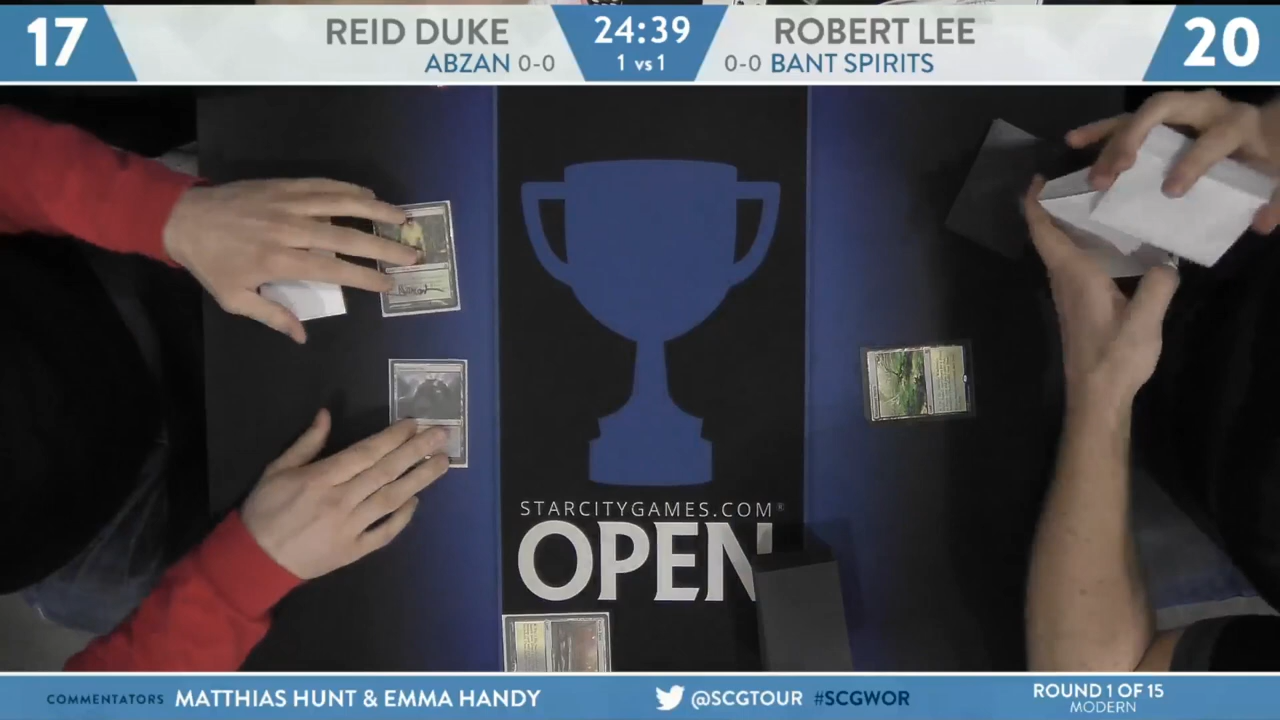 17
REID DUKE
ABZAN 0-0
24:39
1 vs 1
ROBERT LEE
0-0 BANT SPIRITS
20
STARCITYGAMES.COM®
OPEN
COMMENTATORS MATTHIAS HUNT & EMMA HANDY
@SCGTOUR #SCGWOR
ROUND 1 OF 15
MODERN